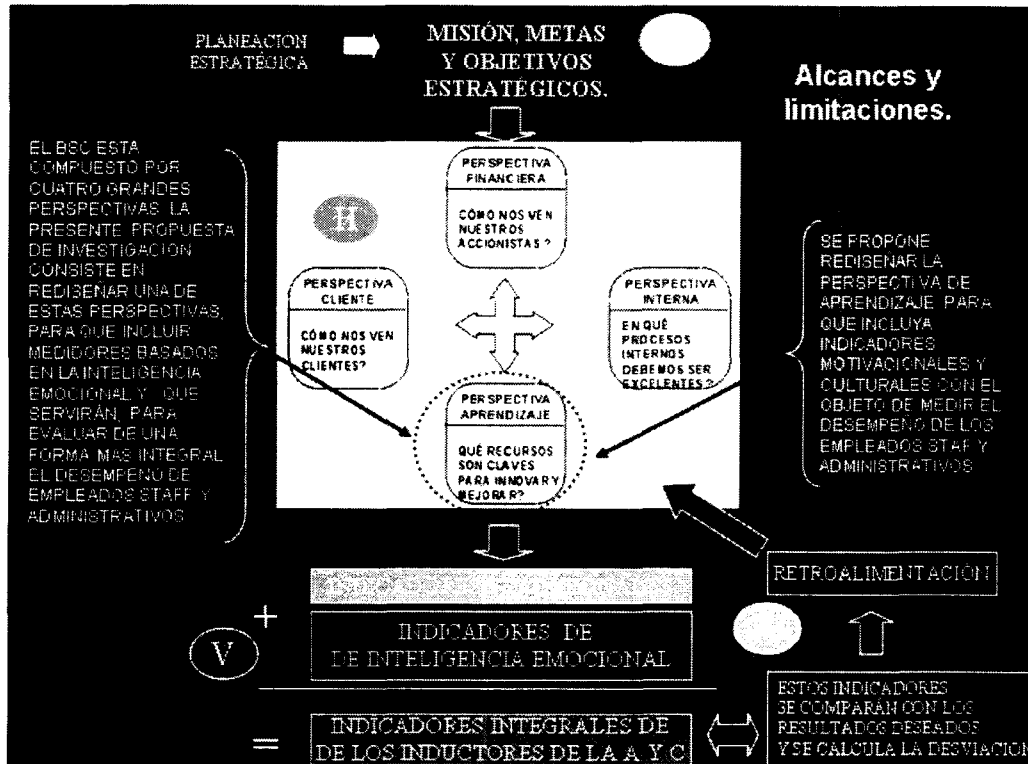 PLANEACION
ESTRATÉGICA
MISIÓN, METAS
Y OBJETIVOS
ESTRATÉGICOS.
Alcances y
limitaciones.
EL BSC ESTA
COMPUESTO POR
CUATRO GRANDES
PERSPECTIVAS LA
PRESENTE PROPUESTA
DE INVESTIGACION
CONSISTE EN
REDISEÑAR UNA DE
ESTAS PERSPECTIVAS,
PARA QUE INCLUIR
MEDIDORES BASADOS
EN LA INTELIGENCIA
EMOCIONAL Y QUE
SERVIRÁN, PARA
EVALUAR DE UNA
FORMA MAS INTEGRAL
EL DESEMPEÑO DE
EMPLEADOS STAFF Y
ADMINISTRATIVOS
PERSPECTIVA
FINANCIERA
CÓMO NOS VEN
NUESTROS
ACCIONISTAS?
H
PERSPECTIVA
CLIENTE
CÓMO NOS VEN
NUESTROS
CLIENTES?
PERSPECTIVA
INTERNA
EN QUÉ
PROCESOS
INTERNOS
DEBEMOS SER
EXCELENTES?
PERSPECTIVA
APRENDIZAJE
QUÉ RECURSOS
SON CLAVES
PARA INNOVAR Y
MEJORAR?
SE PROPONE
REDISEÑAR LA
PERSPECTIVA DE
APRENDIZAJE PARA
QUE INCLUYA
INDICADORES
MOTIVACIONALES Y
CULTURALES CON EL
OBJETO DE MEDIR EL
DESEMPEÑO DE LOS
EMPLEADOS STAF Y
ADMINISTRATIVOS
RETROALIMENTACIÓN
+
V
INDICADORES DE
DE INTELIGENCIA EMOCIONAL
=
INDICADORES INTEGRALES DE
DE LOS INDUCTORES DE LA A. Y C
ESTOS INDICADORES
SE COMPARÁN CON LOS
RESULTADOS DESEADOS
Y SE CALCULA LA DESVIACION